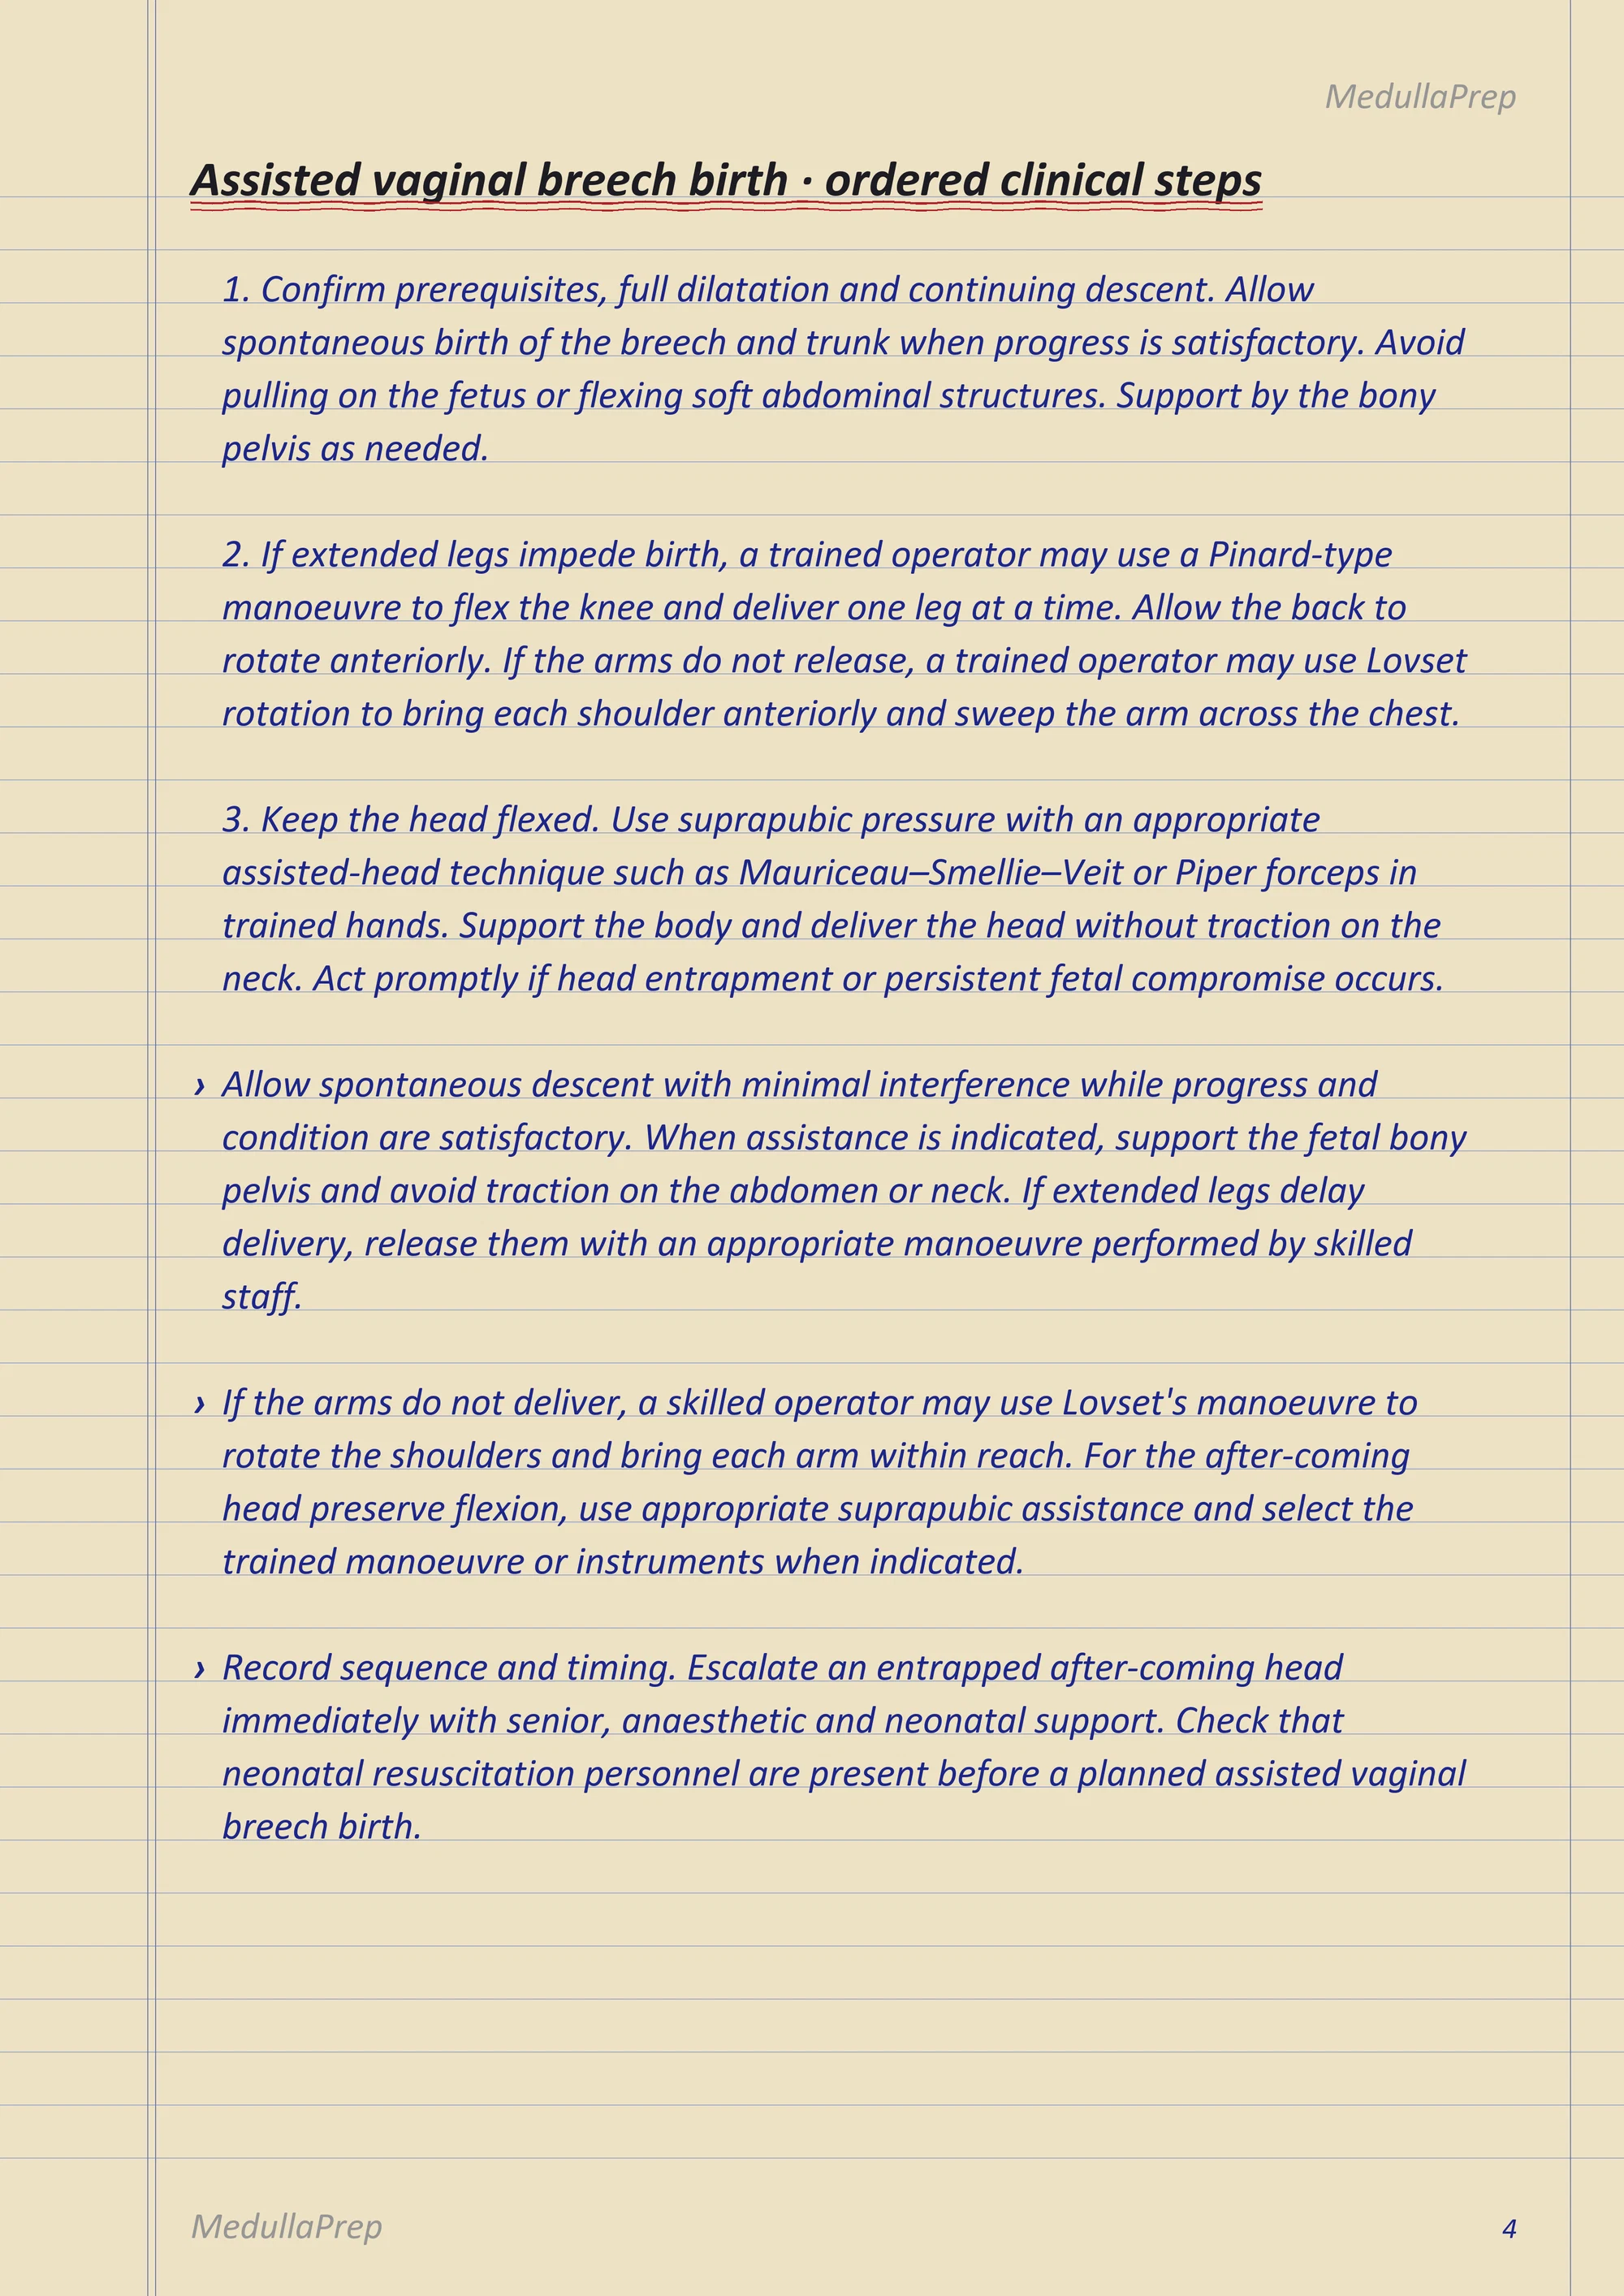 MedullaPrep
Assisted vaginal breech birth · ordered clinical steps
1. Confirm prerequisites, full dilatation and continuing descent. Allow
spontaneous birth of the breech and trunk when progress is satisfactory. Avoid
pulling on the fetus or flexing soft abdominal structures. Support by the bony
pelvis as needed.
2. If extended legs impede birth, a trained operator may use a Pinard-type
manoeuvre to flex the knee and deliver one leg at a time. Allow the back to
rotate anteriorly. If the arms do not release, a trained operator may use Lovset
rotation to bring each shoulder anteriorly and sweep the arm across the chest.
3. Keep the head flexed. Use suprapubic pressure with an appropriate
assisted-head technique such as Mauriceau–Smellie–Veit or Piper forceps in
trained hands. Support the body and deliver the head without traction on the
neck. Act promptly if head entrapment or persistent fetal compromise occurs.
› Allow spontaneous descent with minimal interference while progress and
condition are satisfactory. When assistance is indicated, support the fetal bony
pelvis and avoid traction on the abdomen or neck. If extended legs delay
delivery, release them with an appropriate manoeuvre performed by skilled
staff.
› If the arms do not deliver, a skilled operator may use Lovset's manoeuvre to
rotate the shoulders and bring each arm within reach. For the after-coming
head preserve flexion, use appropriate suprapubic assistance and select the
trained manoeuvre or instruments when indicated.
› Record sequence and timing. Escalate an entrapped after-coming head
immediately with senior, anaesthetic and neonatal support. Check that
neonatal resuscitation personnel are present before a planned assisted vaginal
breech birth.
MedullaPrep
4